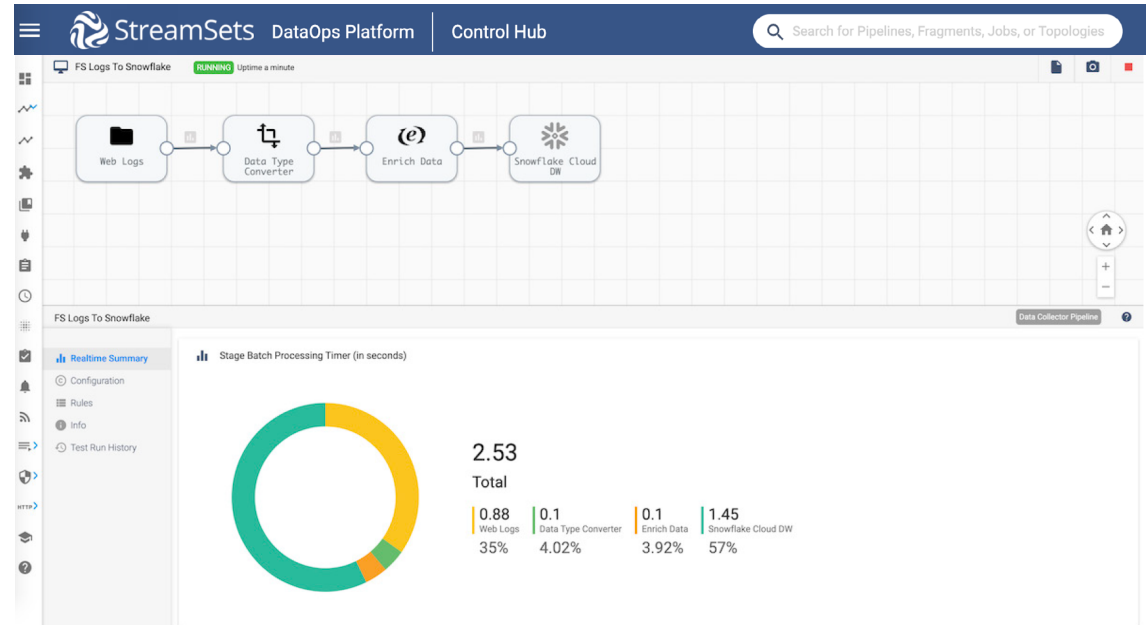 StreamSets DataOps Platform Control Hub Search for Pipelines, Fragments, Jobs, or Topologies
FS Logs To Snowflake RUNNING Uptime a minute
Web Logs
Data Type
Converter
(e)
Enrich Data
Snowflake Cloud
DW
FS Logs To Snowflake Data Collector Pipeline
Realtime Summary
Configuration
Rules
Info
Test Run History
HTTP
Stage Batch Processing Timer (in seconds)
2.53
Total
0.88 0.1 0.1 1.45
Web Logs Data Type Converter Enrich Data Snowflake Cloud DW
35% 4.02% 3.92% 57%